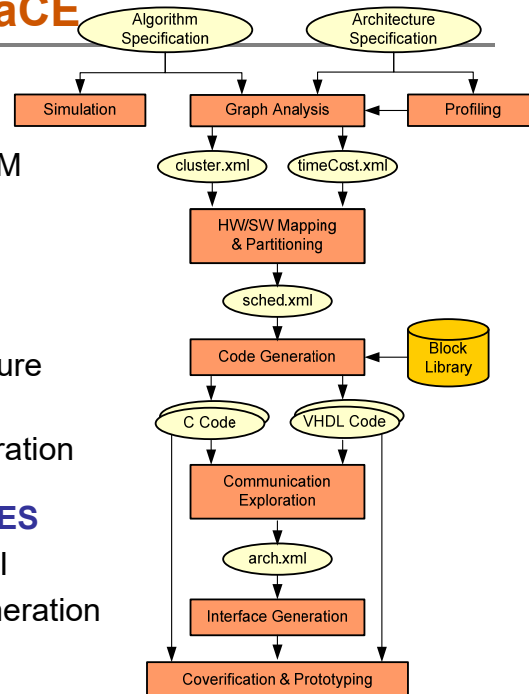 aCE
Algorithm
Specification
Architecture
Specification
Simulation
Graph Analysis
Profiling
M
cluster.xml
timeCost.xml
HW/SW Mapping
& Partitioning
sched.xml
ure
Code Generation
Block
Library
C Code
VHDL Code
ration
Communication
Exploration
ES
l
arch.xml
neration
Interface Generation
Coverification & Prototyping